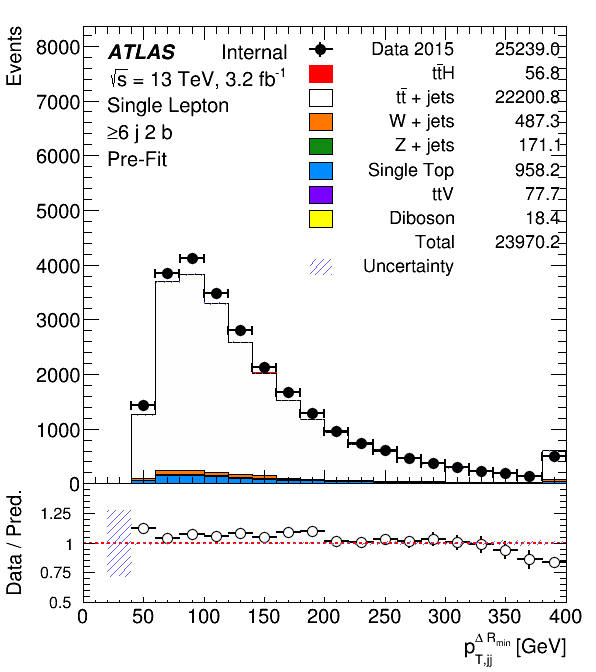 Events
8000
7000
6000
5000
4000
3000
2000
1000
0
ATLAS Internal
√s = 13 TeV, 3.2 fb⁻¹
Single Lepton
≥6 j 2 b
Pre-Fit
Data 2015 25239.0
tt̄H 56.8
tt̄ + jets 22200.8
W + jets 487.3
Z + jets 171.1
Single Top 958.2
ttV 77.7
Diboson 18.4
Total 23970.2
Uncertainty
Data / Pred.
1.25
1
0.75
0.5
0 50 100 150 200 250 300 350 400
p_{T,jj}^{Δ R_{min}} [GeV]